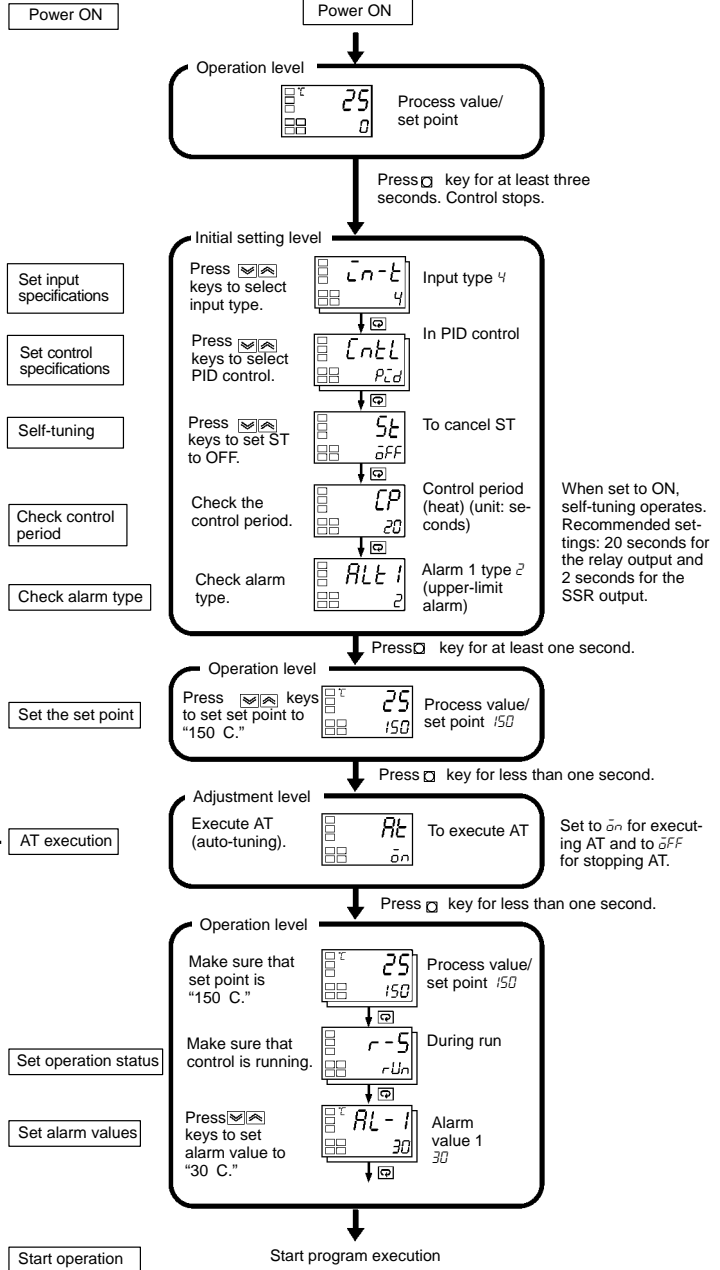 Power ON
Power ON
Operation level
℃ 25
0
Process value/
set point
Press key for at least three
seconds. Control stops.
Initial setting level
Set input
specifications
Press
keys to select
input type.
in-t
4
Input type 4
Set control
specifications
Press
keys to select
PID control.
CntL
Pid
In PID control
Self-tuning
Press
keys to set ST
to OFF.
St
oFF
To cancel ST
Check control
period
Check the
control period.
CP
20
Control period
(heat) (unit: se-
conds)
When set to ON,
self-tuning operates.
Recommended set-
tings: 20 seconds for
the relay output and
2 seconds for the
SSR output.
Check alarm type
Check alarm
type.
ALt1
2
Alarm 1 type 2
(upper-limit
alarm)
Press key for at least one second.
Operation level
Set the set point
Press keys
to set set point to
“150 C.”
℃ 25
150
Process value/
set point 150
Press key for less than one second.
Adjustment level
AT execution
Execute AT
(auto-tuning).
At
on
To execute AT
Set to on for execut-
ing AT and to oFF
for stopping AT.
Press key for less than one second.
Operation level
Make sure that
set point is
“150 C.”
℃ 25
150
Process value/
set point 150
Set operation status
Make sure that
control is running.
r-S
rUn
During run
Set alarm values
Press
keys to set
alarm value to
“30 C.”
℃ AL-1
30
Alarm
value 1
30
Start operation
Start program execution